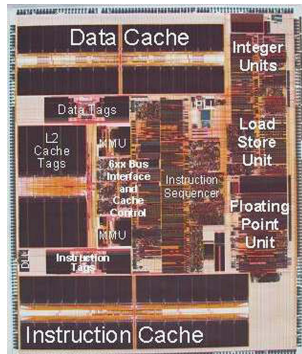 Data Cache
Integer
Units
Data Tags
L2
Cache
Tags
MMU
6xx Bus
Interface
and
Cache
Control
MMU
Instruction
Sequencer
Load
Store
Unit
Floating
Point
Unit
Instruction
Tags
DLL
Instruction Cache